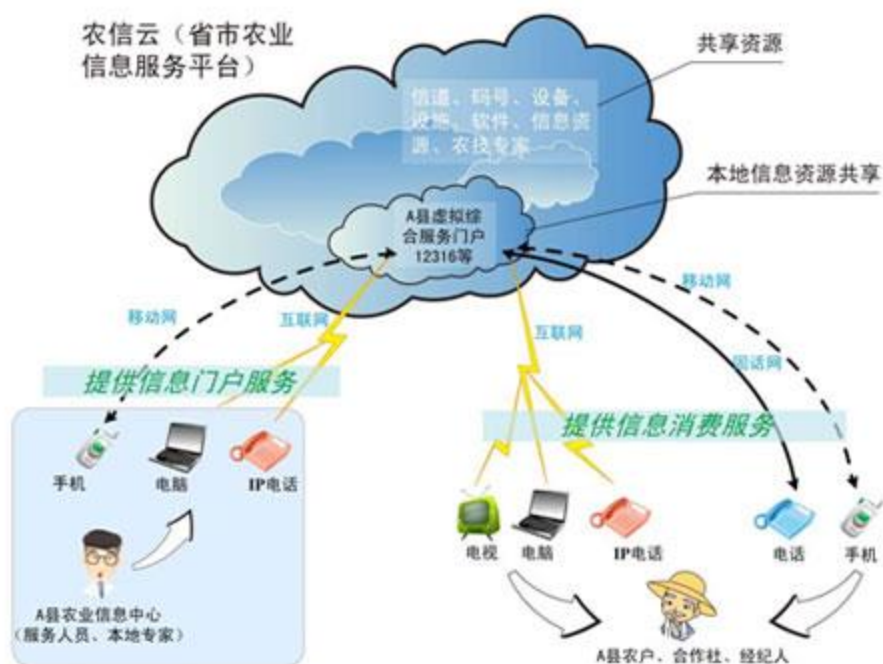 农信云（省市农业
信息服务平台）
共享资源
信道、码号、设备、
设施、软件、信息资
源、农技专家
本地信息资源共享
A县虚拟综
合服务门户
12316等
移动网
互联网
互联网
移动网
固话网
提供信息门户服务
提供信息消费服务
手机
电脑
IP电话
电视
电脑
IP电话
电话
手机
A县农业信息中心
（服务人员、本地专家）
A县农户、合作社、经纪人